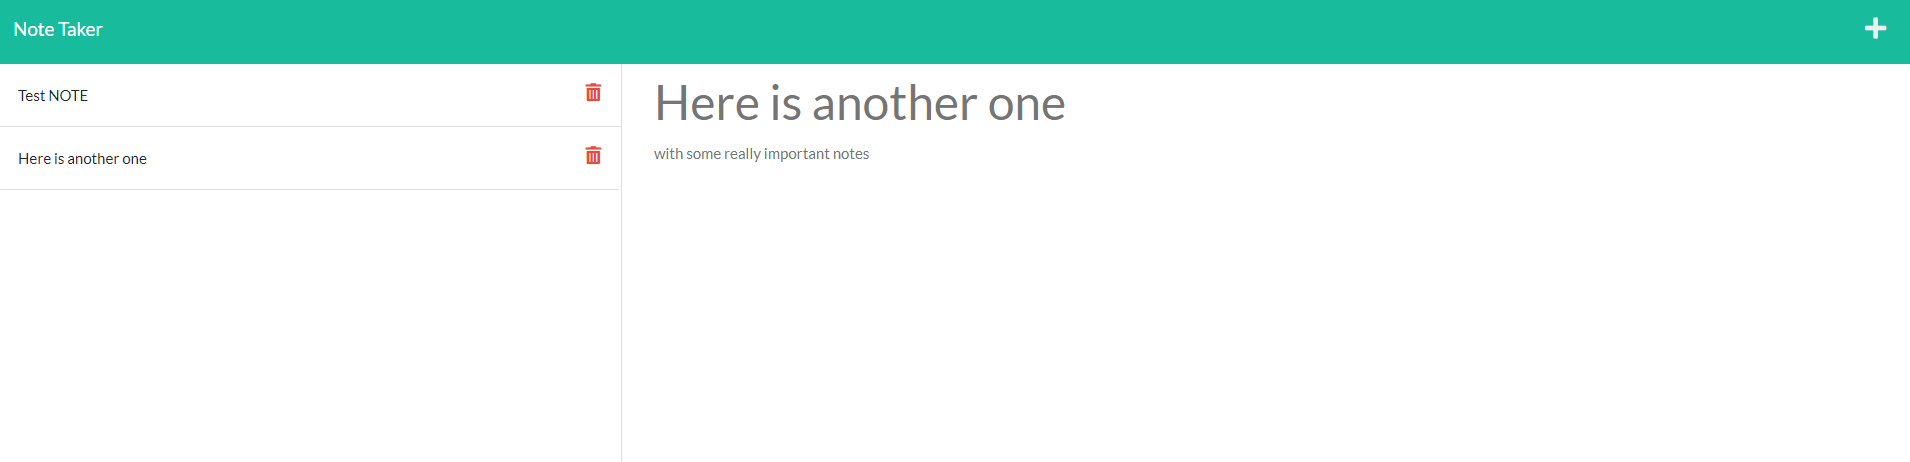 Note Taker
Test NOTE
Here is another one
Here is another one
with some really important notes